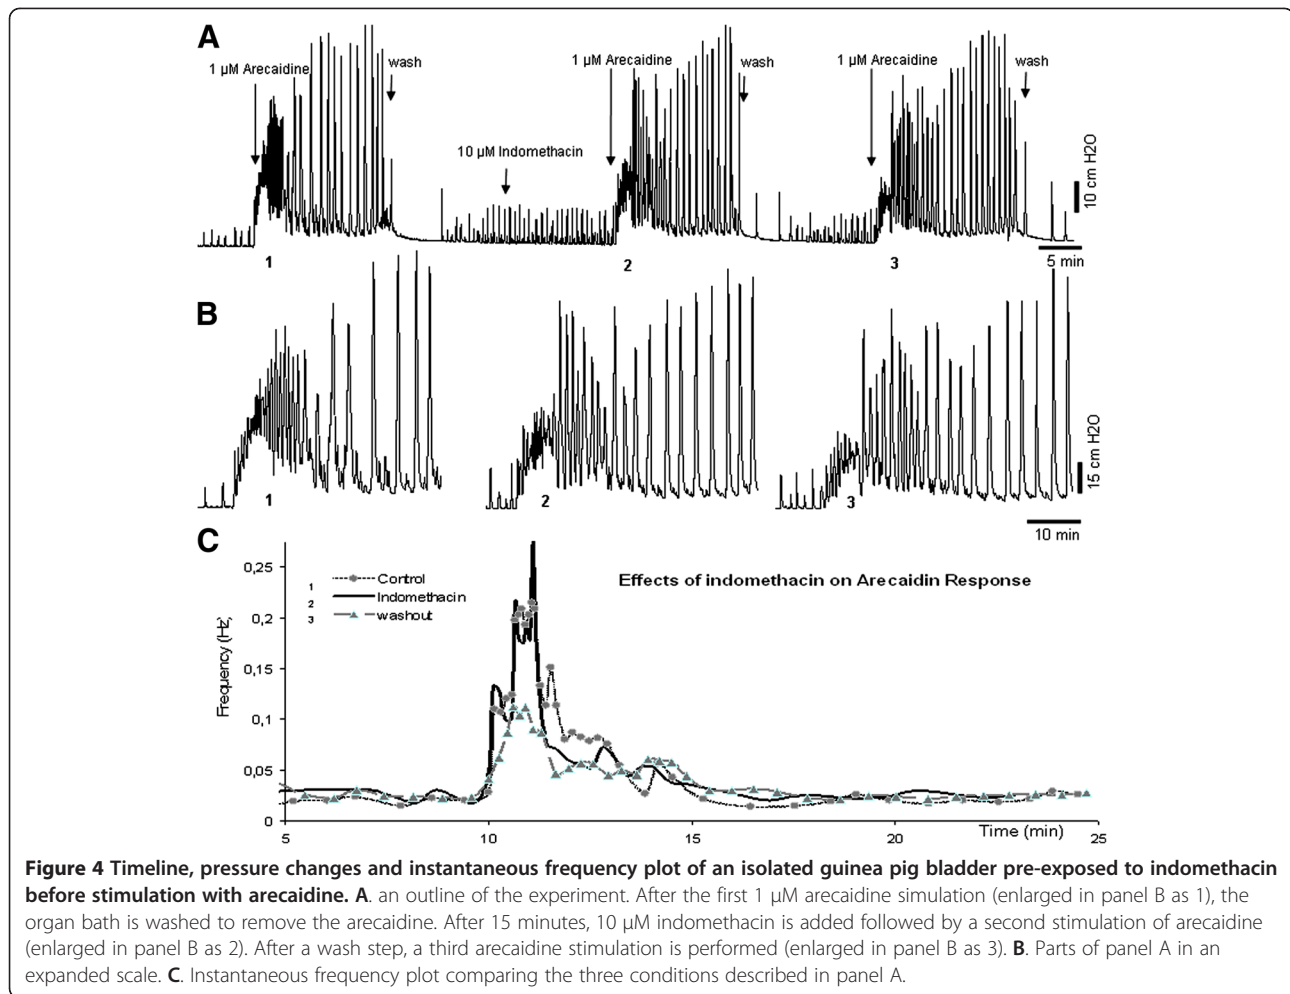 A
1 µM Arecaidine
wash
10 µM Indomethacin
1 µM Arecaidine
wash
1 µM Arecaidine
wash
10 cm H2O
5 min
1
2
3
B
1
2
3
15 cm H2O
10 min
C
Effects of indomethacin on Arecaidin Response
1 Control
2 Indomethacin
3 washout
Frequency (Hz;
0,25
0,2
0,15
0,1
0,05
0
5
10
15
20
25
Time (min)
Figure 4 Timeline, pressure changes and instantaneous frequency plot of an isolated guinea pig bladder pre-exposed to indomethacin
before stimulation with arecaidine. A. an outline of the experiment. After the first 1 µM arecaidine simulation (enlarged in panel B as 1), the
organ bath is washed to remove the arecaidine. After 15 minutes, 10 µM indomethacin is added followed by a second stimulation of arecaidine
(enlarged in panel B as 2). After a wash step, a third arecaidine stimulation is performed (enlarged in panel B as 3). B. Parts of panel A in an
expanded scale. C. Instantaneous frequency plot comparing the three conditions described in panel A.